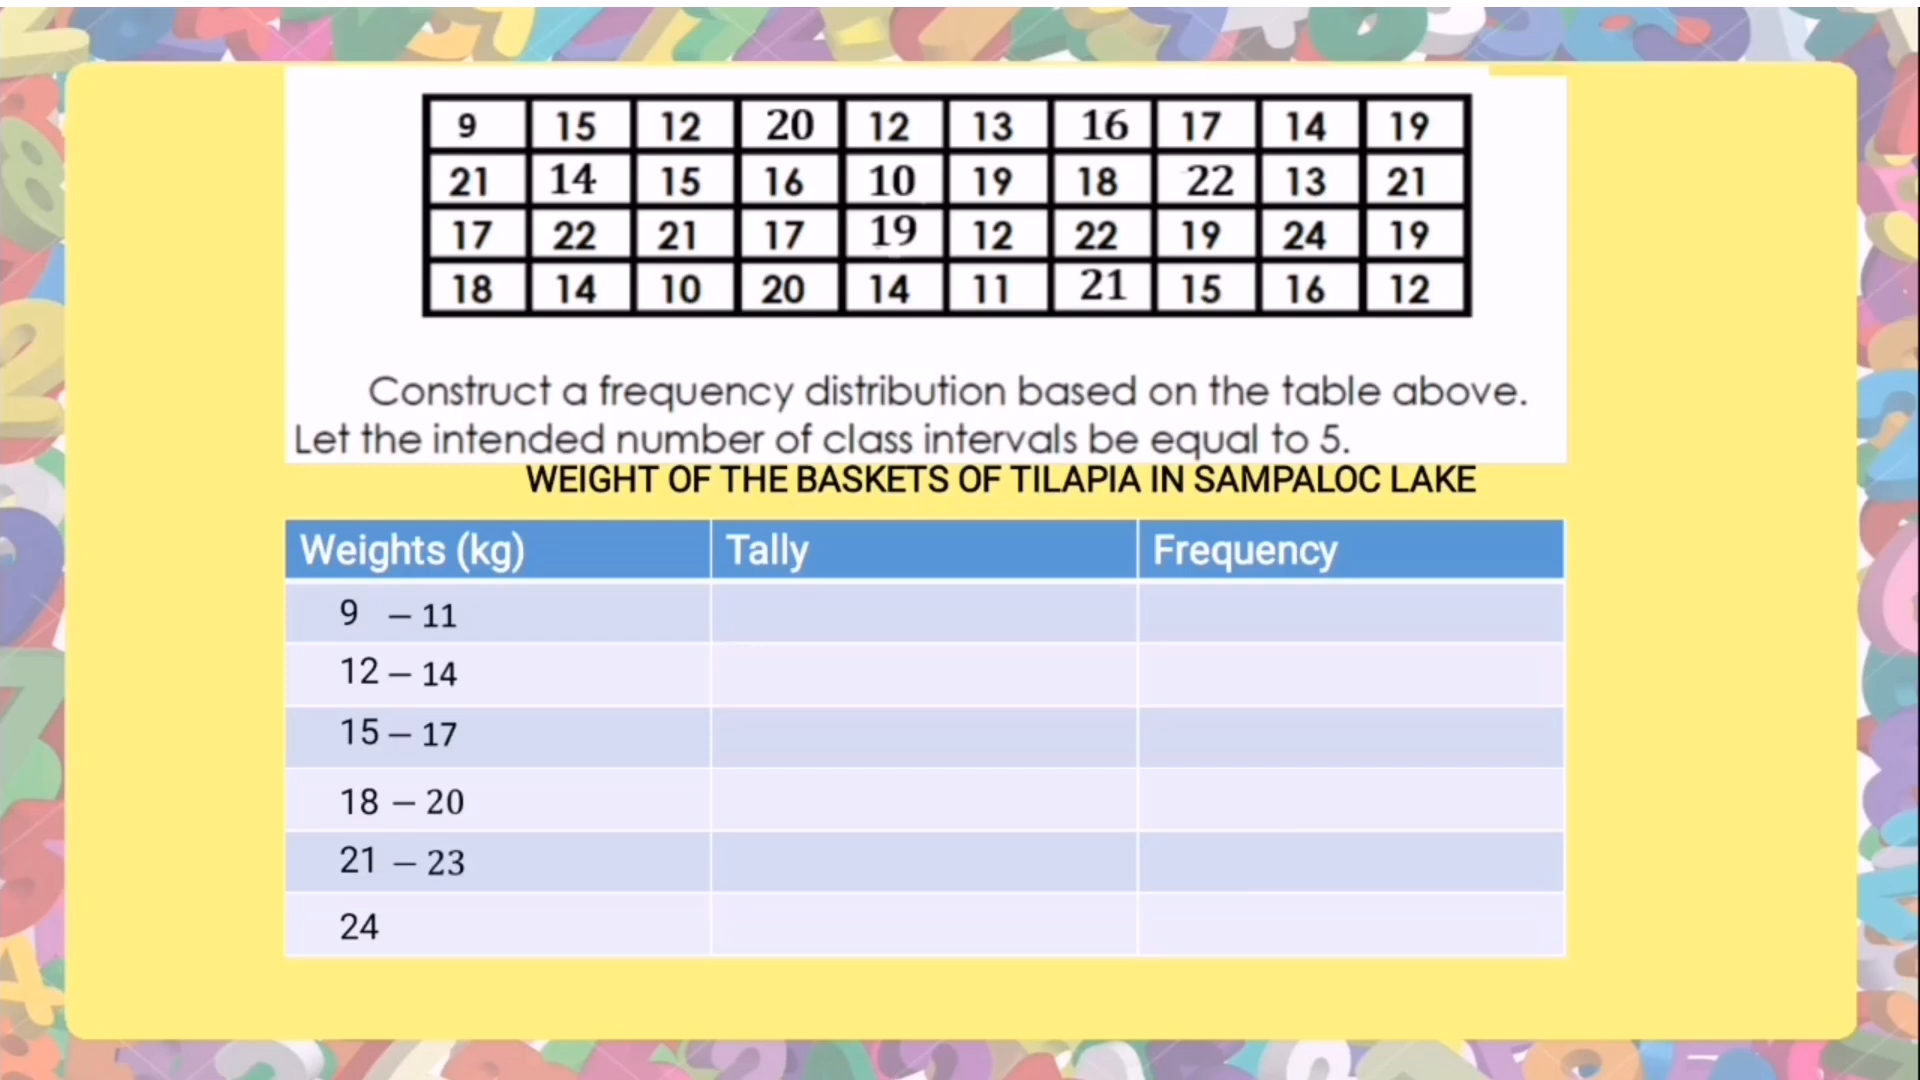 9 15 12 20 12 13 16 17 14 19
21 14 15 16 10 19 18 22 13 21
17 22 21 17 19 12 22 19 24 19
18 14 10 20 14 11 21 15 16 12
Construct a frequency distribution based on the table above.
Let the intended number of class intervals be equal to 5.
WEIGHT OF THE BASKETS OF TILAPIA IN SAMPALOC LAKE
Weights (kg) Tally Frequency
9 – 11
12 – 14
15 – 17
18 – 20
21 – 23
24